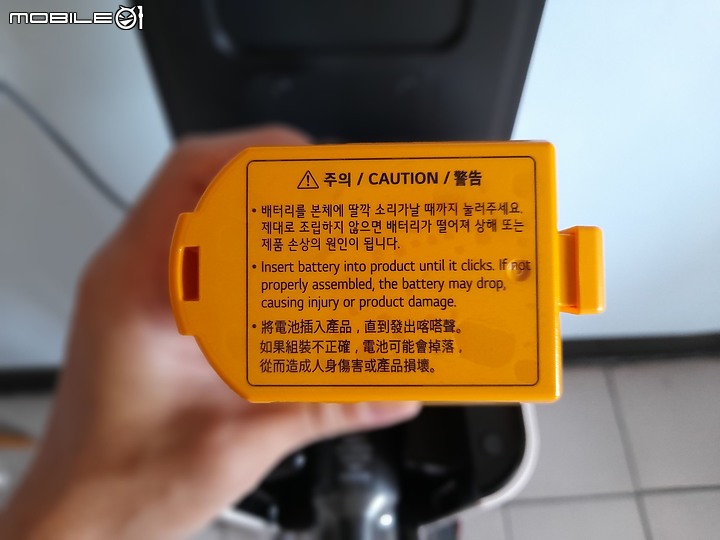 MOBILE01
⚠ 주의 / CAUTION / 警告
• 배터리를 본체에 딸깍 소리가날 때까지 눌러주세요.
제대로 조립하지 않으면 배터리가 떨어져 상해 또는
제품 손상의 원인이 됩니다.
• Insert battery into product until it clicks. If not
properly assembled, the battery may drop,
causing injury or product damage.
• 將電池插入產品，直到發出喀嗒聲。
如果組裝不正確，電池可能會掉落，
從而造成人身傷害或產品損壞。